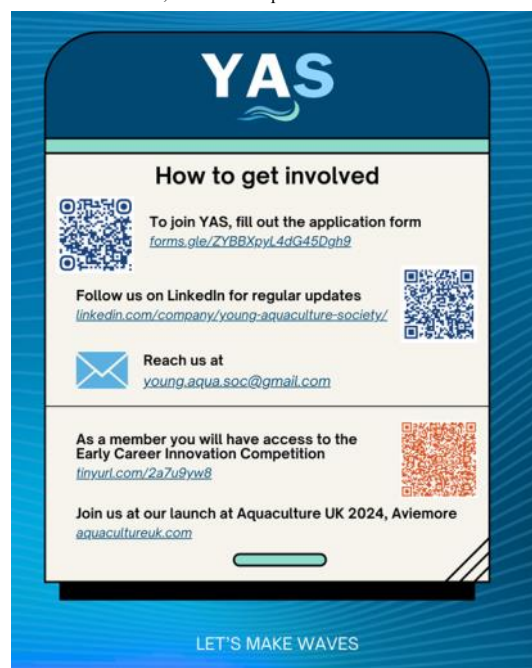 YAS
How to get involved
To join YAS, fill out the application form
forms.gle/ZYBBXpyL4dG45Dgh9
Follow us on LinkedIn for regular updates
linkedin.com/company/young-aquaculture-society/
Reach us at
young.aqua.soc@gmail.com
As a member you will have access to the
Early Career Innovation Competition
tinyurl.com/2a7u9yw8
Join us at our launch at Aquaculture UK 2024, Aviemore
aquacultureuk.com
LET'S MAKE WAVES